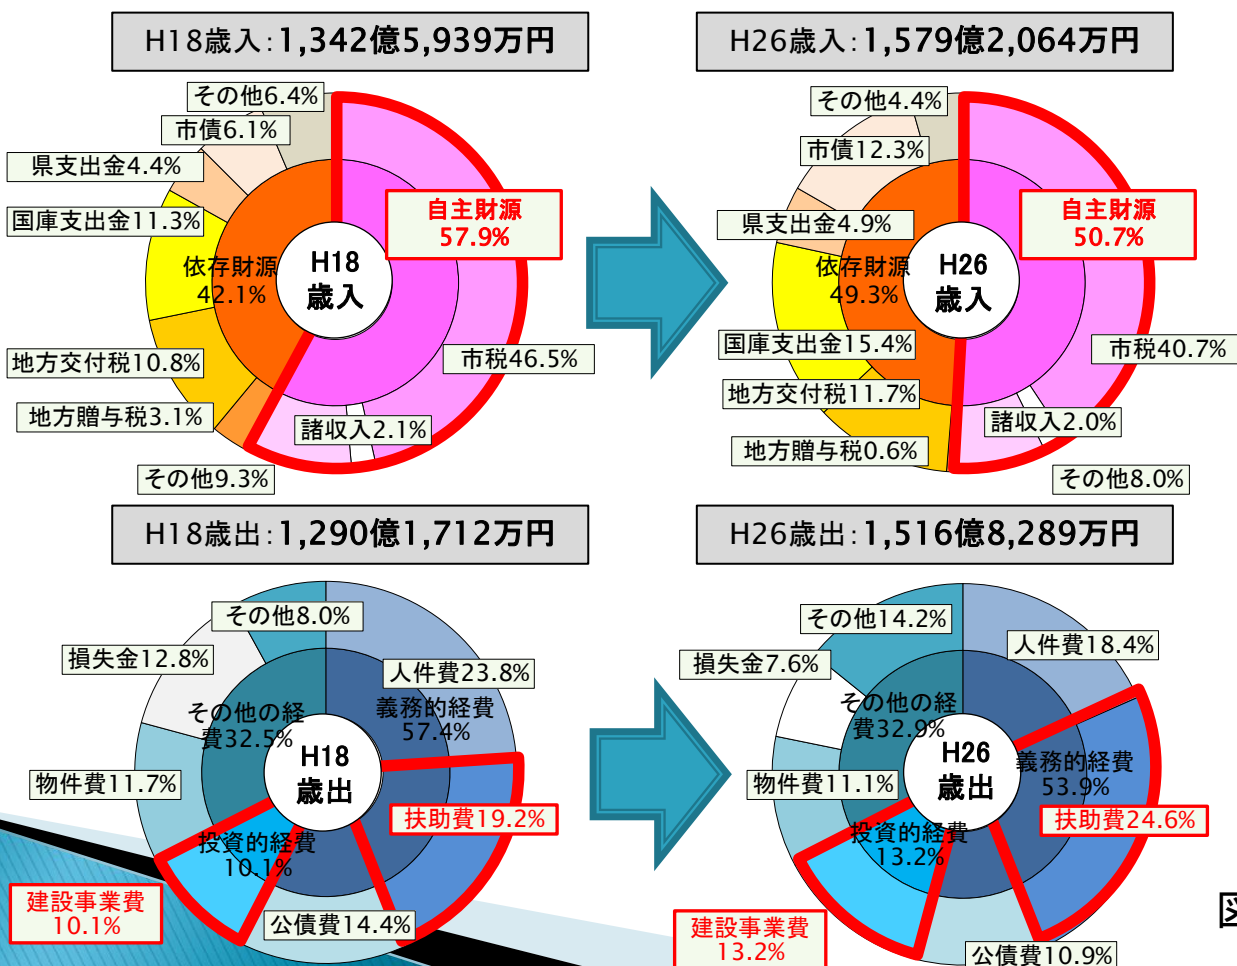 H18歳入:1,342億5,939万円
その他6.4%
市債6.1%
県支出金4.4%
国庫支出金11.3%
自主財源
57.9%
依存財源
42.1%
H18
歳入
市税46.5%
地方交付税10.8%
地方贈与税3.1%
諸収入2.1%
その他9.3%
H26歳入:1,579億2,064万円
その他4.4%
市債12.3%
県支出金4.9%
自主財源
50.7%
依存財源
49.3%
H26
歳入
国庫支出金15.4%
市税40.7%
地方交付税11.7%
諸収入2.0%
地方贈与税0.6%
その他8.0%
H18歳出:1,290億1,712万円
その他8.0%
損失金12.8%
人件費23.8%
義務的経費
57.4%
その他の経
費32.5%
H18
歳出
物件費11.7%
扶助費19.2%
投資的経費
10.1%
建設事業費
10.1%
公債費14.4%
H26歳出:1,516億8,289万円
その他14.2%
人件費18.4%
損失金7.6%
その他の経
費32.9%
H26
歳出
義務的経費
53.9%
物件費11.1%
扶助費24.6%
投資的経費
13.2%
建設事業費
13.2%
公債費10.9%
図